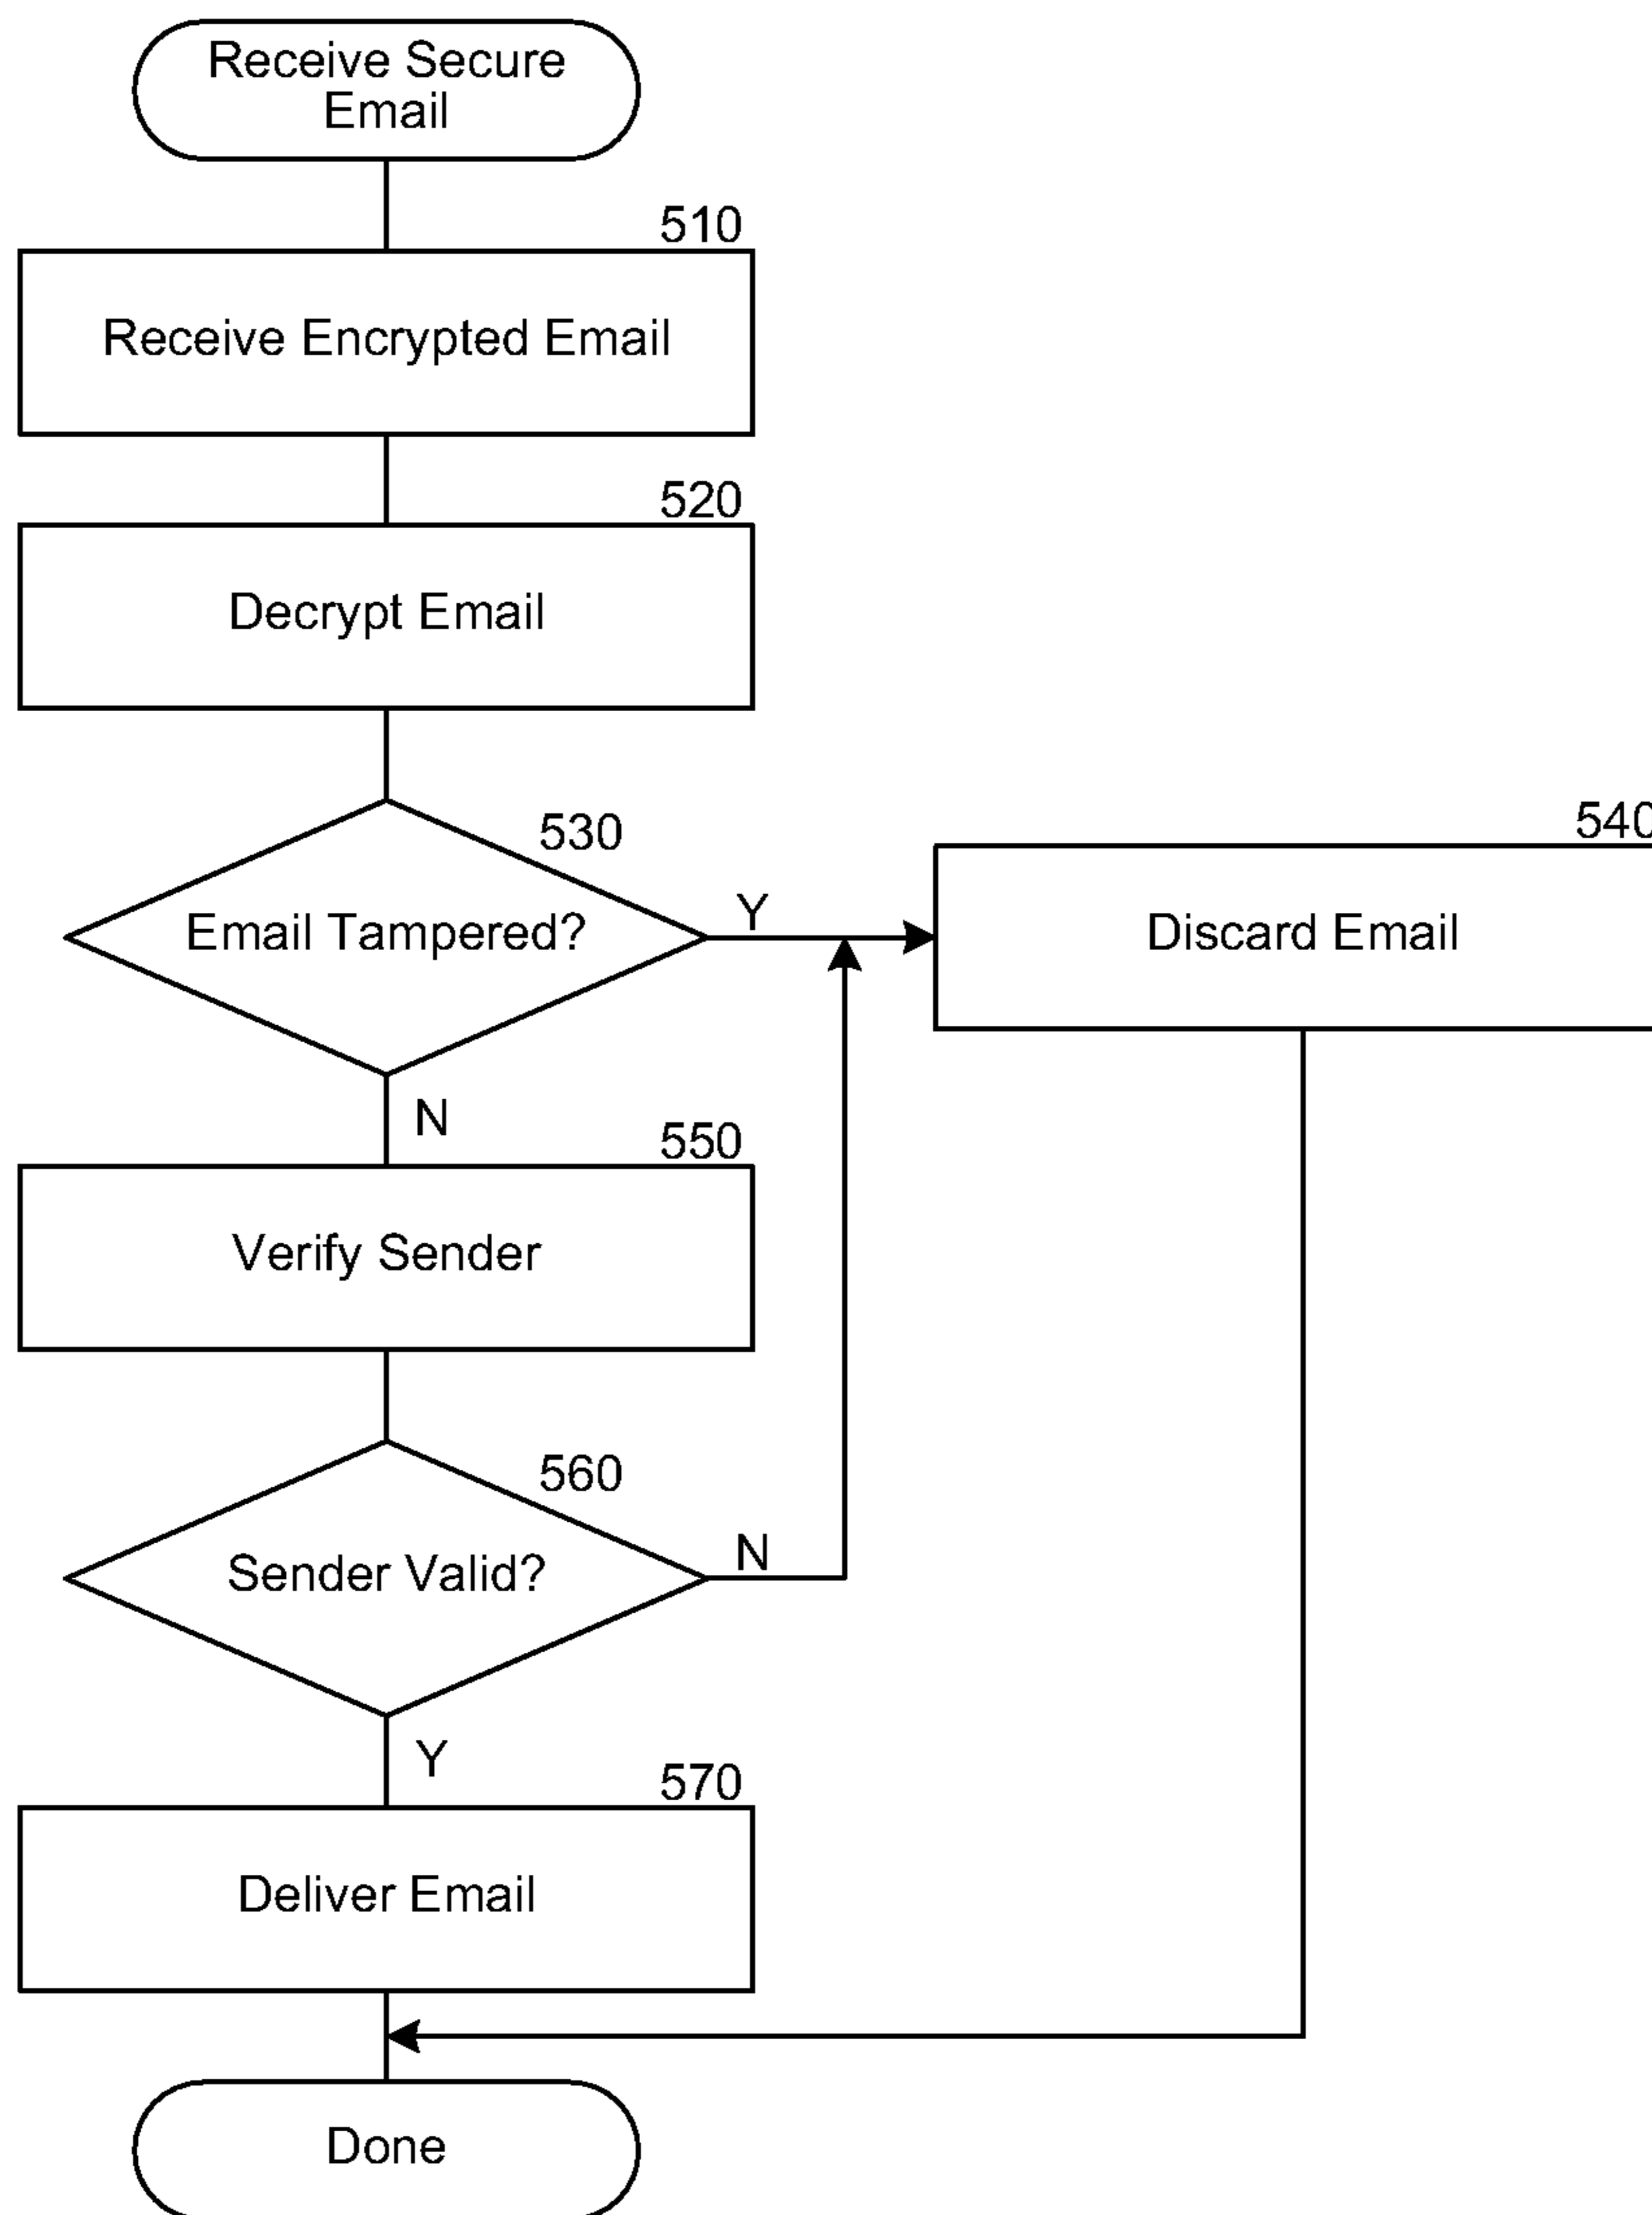 Receive Secure
Email
510
Receive Encrypted Email
520
Decrypt Email
530
Email Tampered?
Y
540
Discard Email
N
550
Verify Sender
560
Sender Valid?
N
Y
570
Deliver Email
Done